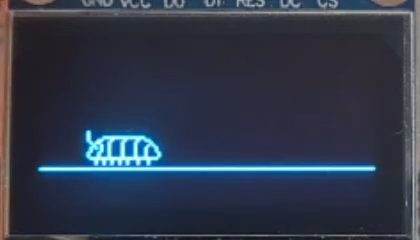 GND VCC D0 D1 RES DC CS